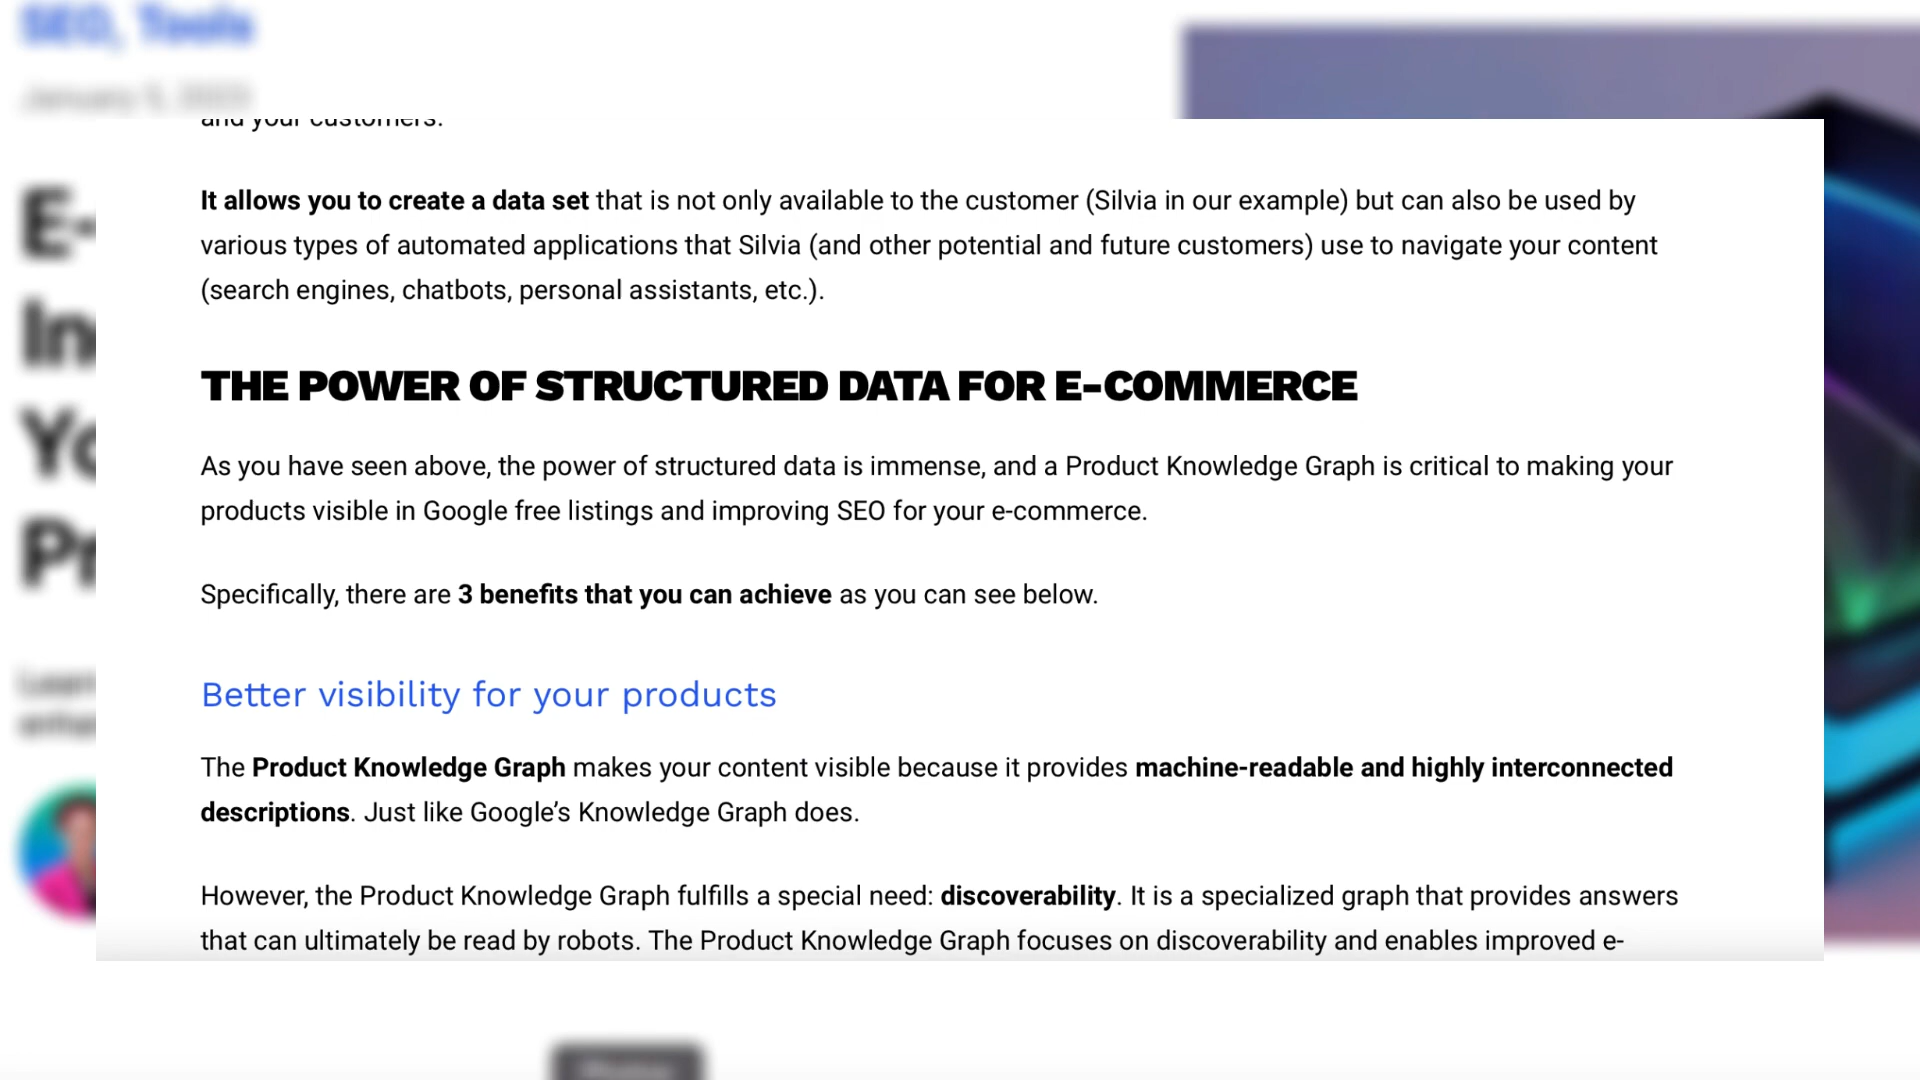 SEO, Tools
January 5, 2023
and your customers.
It allows you to create a data set that is not only available to the customer (Silvia in our example) but can also be used by
various types of automated applications that Silvia (and other potential and future customers) use to navigate your content
(search engines, chatbots, personal assistants, etc.).
THE POWER OF STRUCTURED DATA FOR E-COMMERCE
As you have seen above, the power of structured data is immense, and a Product Knowledge Graph is critical to making your
products visible in Google free listings and improving SEO for your e-commerce.
Specifically, there are 3 benefits that you can achieve as you can see below.
Better visibility for your products
The Product Knowledge Graph makes your content visible because it provides machine-readable and highly interconnected
descriptions. Just like Google’s Knowledge Graph does.
However, the Product Knowledge Graph fulfills a special need: discoverability. It is a specialized graph that provides answers
that can ultimately be read by robots. The Product Knowledge Graph focuses on discoverability and enables improved e-